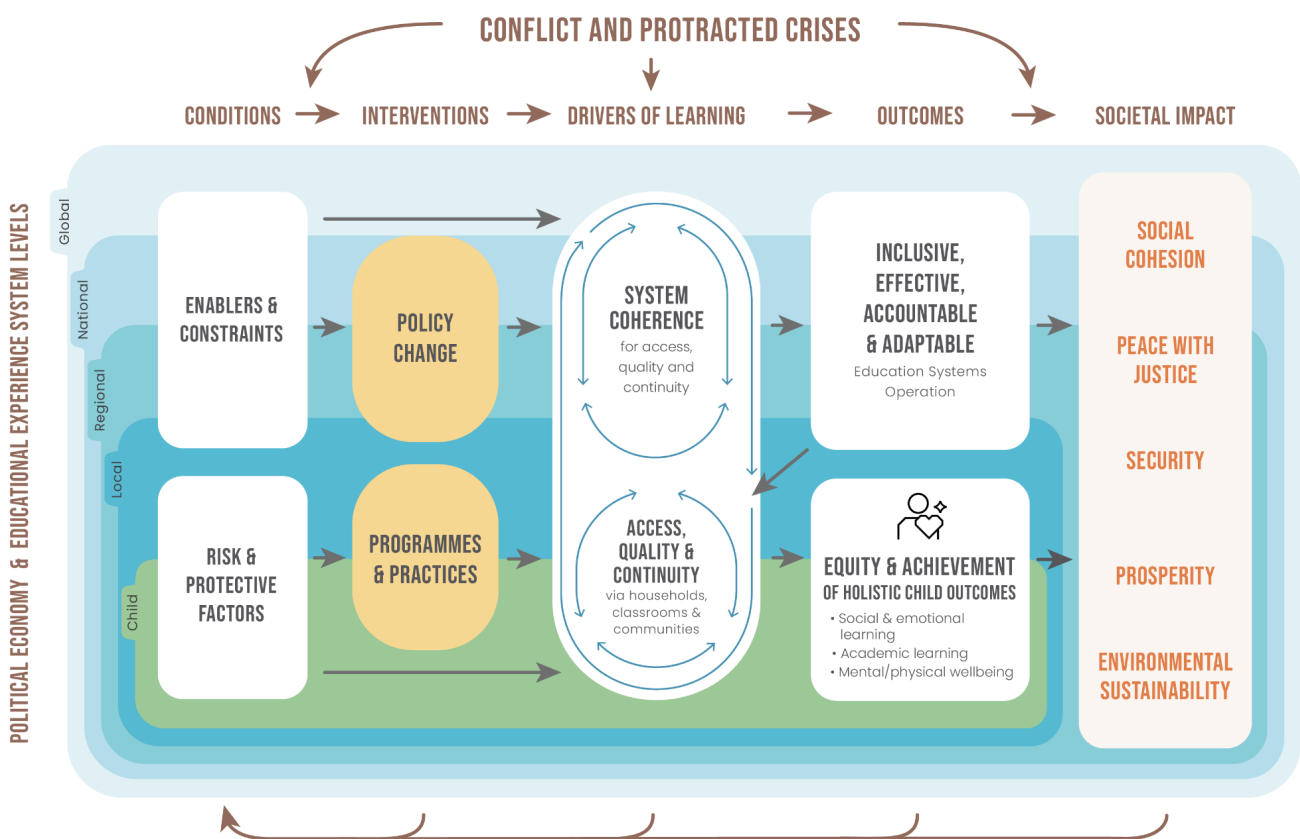 CONFLICT AND PROTRACTED CRISES
CONDITIONS
INTERVENTIONS
DRIVERS OF LEARNING
OUTCOMES
SOCIETAL IMPACT
POLITICAL ECONOMY & EDUCATIONAL EXPERIENCE SYSTEM LEVELS
Global
National
Regional
Local
Child
ENABLERS &
CONSTRAINTS
RISK &
PROTECTIVE
FACTORS
POLICY
CHANGE
PROGRAMMES
& PRACTICES
SYSTEM
COHERENCE
for access,
quality and
continuity
ACCESS,
QUALITY &
CONTINUITY
via households,
classrooms &
communities
INCLUSIVE,
EFFECTIVE,
ACCOUNTABLE
& ADAPTABLE
Education Systems
Operation
EQUITY & ACHIEVEMENT
OF HOLISTIC CHILD OUTCOMES
• Social & emotional
learning
• Academic learning
• Mental/physical wellbeing
SOCIAL
COHESION
PEACE WITH
JUSTICE
SECURITY
PROSPERITY
ENVIRONMENTAL
SUSTAINABILITY